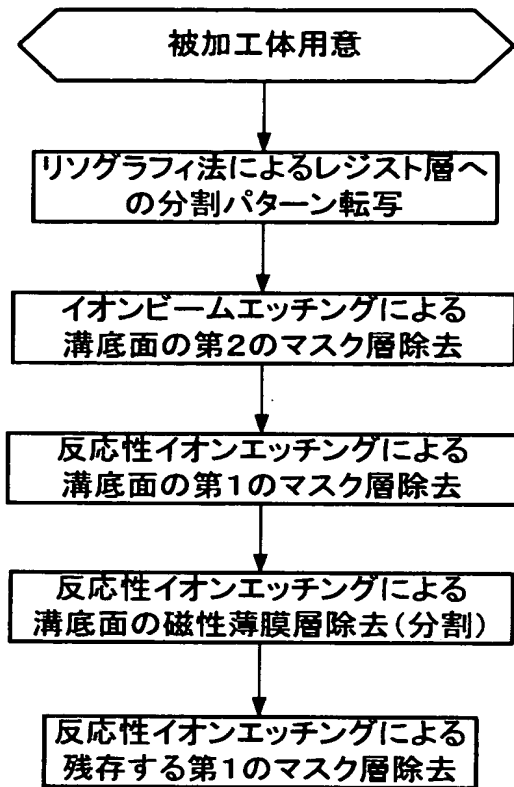 被加工体用意
リソグラフィ法によるレジスト層へ
の分割パターン転写
イオンビームエッチングによる
溝底面の第2のマスク層除去
反応性イオンエッチングによる
溝底面の第1のマスク層除去
反応性イオンエッチングによる
溝底面の磁性薄膜層除去(分割)
反応性イオンエッチングによる
残存する第1のマスク層除去